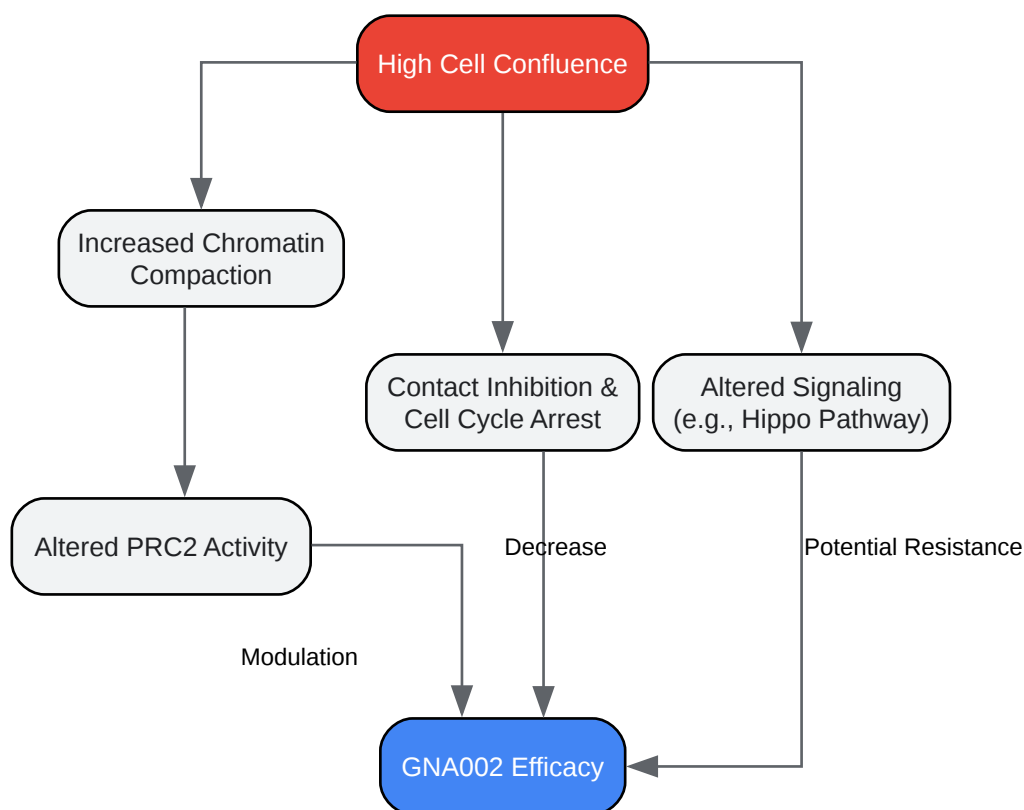 High Cell Confluence
Increased Chromatin
Compaction
Contact Inhibition &
Cell Cycle Arrest
Altered Signaling
(e.g., Hippo Pathway)
Altered PRC2 Activity
Decrease
Potential Resistance
Modulation
GNA002 Efficacy